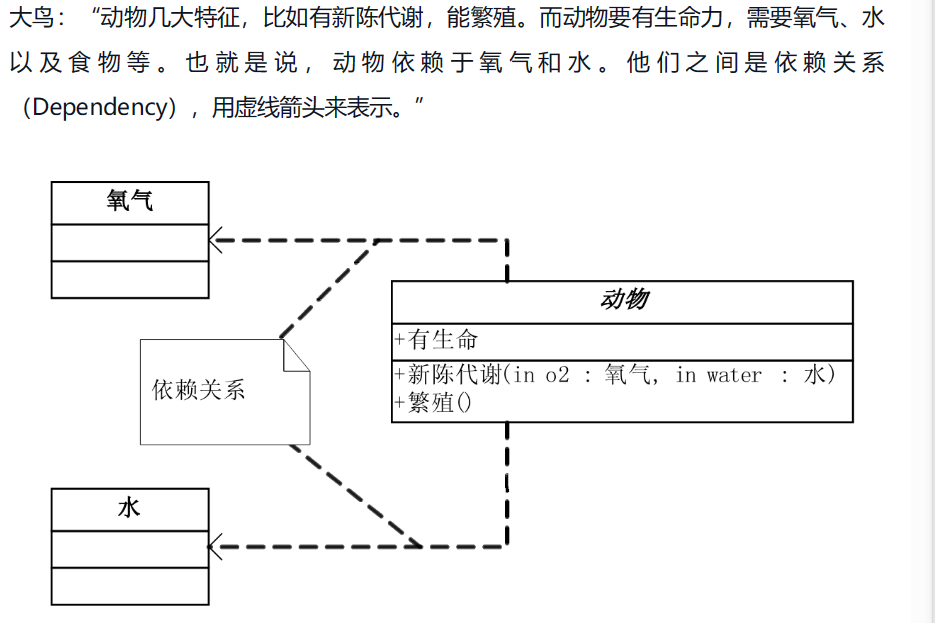 大鸟：“动物几大特征，比如有新陈代谢，能繁殖。而动物要有生命力，需要氧气、水
以及食物等。也就是说，动物依赖于氧气和水。他们之间是依赖关系
（Dependency），用虚线箭头来表示。”
氧气
动物
+有生命
+新陈代谢(in o2 : 氧气, in water : 水)
+繁殖()
依赖关系
水